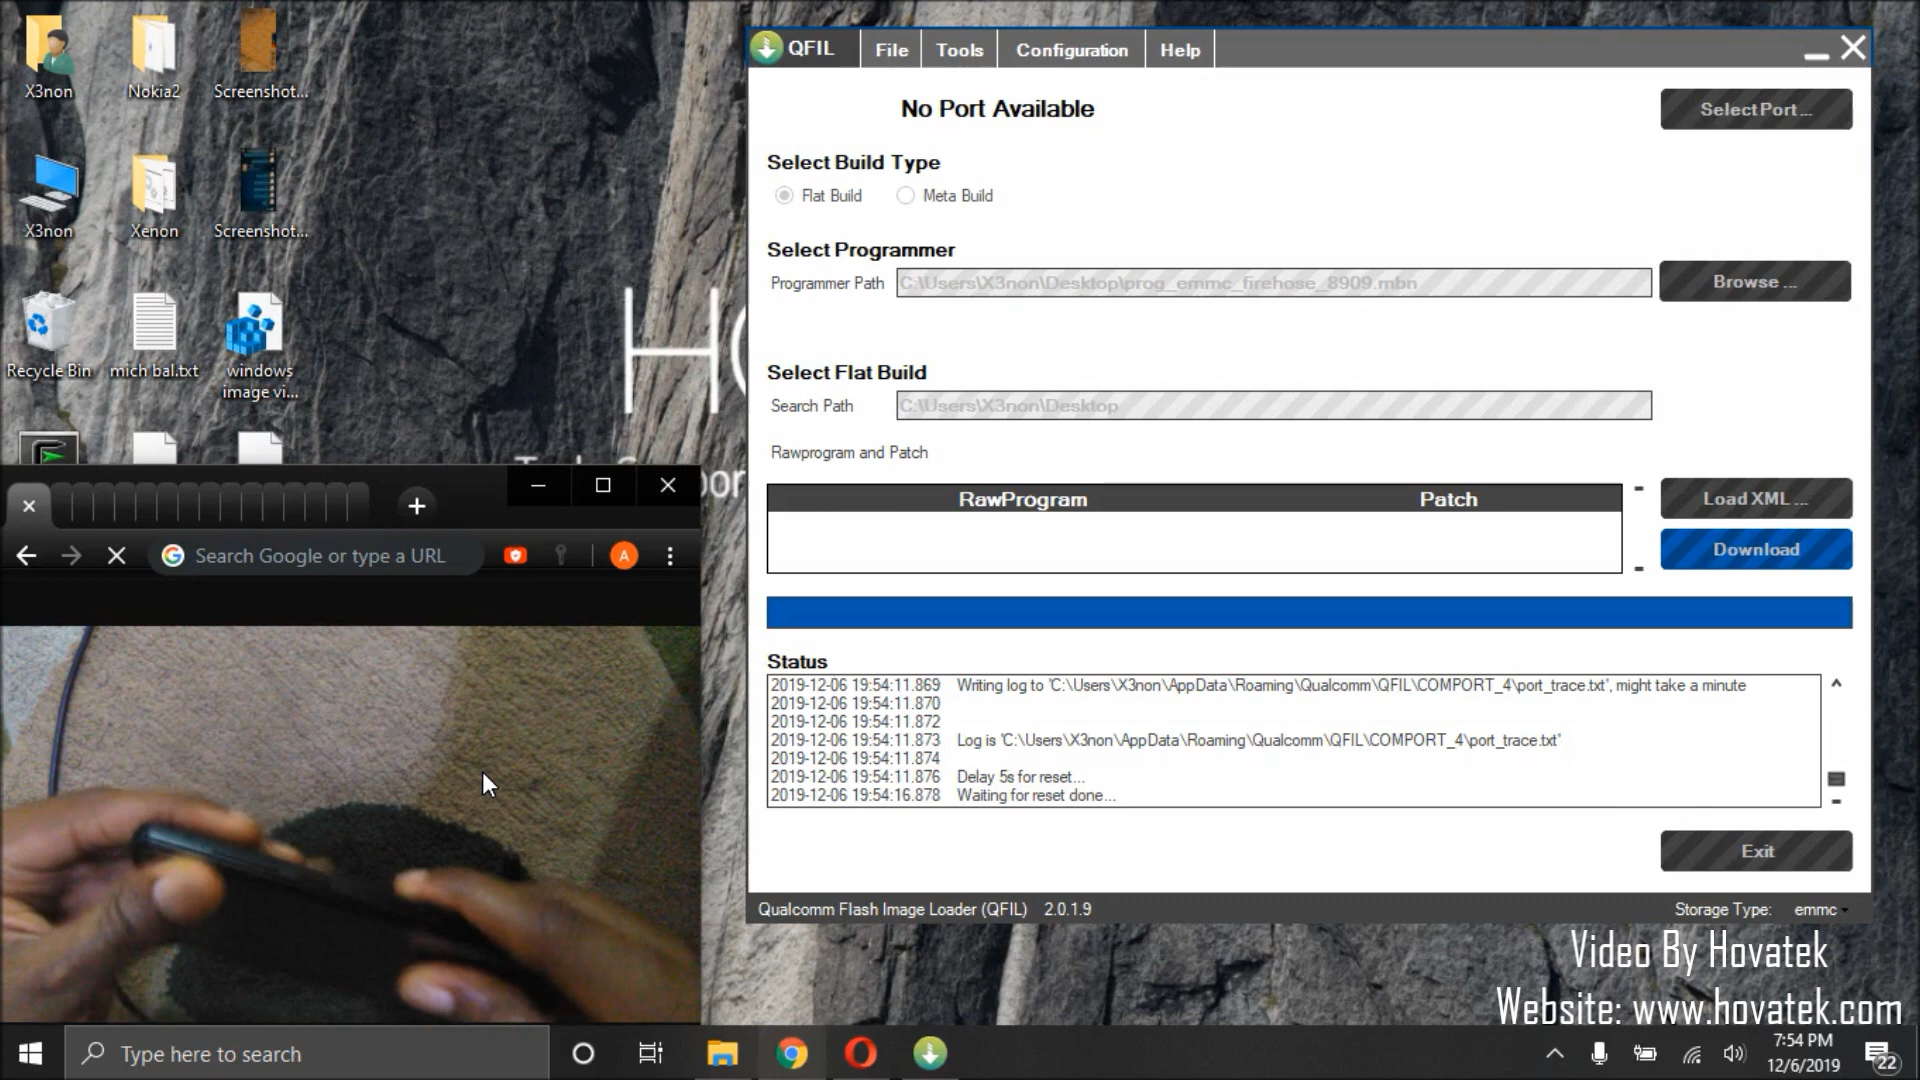 X3non
Nokia2
Screenshot...
X3non
Xenon
Screenshot...
Recycle Bin
mich bal.txt
windows
image vi...
Search Google or type a URL
A
QFIL
File
Tools
Configuration
Help
No Port Available
Select Port ...
Select Build Type
Flat Build
Meta Build
Select Programmer
Programmer Path
C:\Users\X3non\Desktop\prog_emmc_firehose_8909.mbn
Browse ...
Select Flat Build
Search Path
C:\Users\X3non\Desktop
Rawprogram and Patch
RawProgram
Patch
Load XML ...
Download
Status
2019-12-06 19:54:11.869 Writing log to 'C:\Users\X3non\AppData\Roaming\Qualcomm\QFIL\COMPORT_4\port_trace.txt', might take a minute
2019-12-06 19:54:11.870
2019-12-06 19:54:11.872
2019-12-06 19:54:11.873 Log is 'C:\Users\X3non\AppData\Roaming\Qualcomm\QFIL\COMPORT_4\port_trace.txt'
2019-12-06 19:54:11.874
2019-12-06 19:54:11.876 Delay 5s for reset...
2019-12-06 19:54:16.878 Waiting for reset done...
Exit
Qualcomm Flash Image Loader (QFIL) 2.0.1.9
Storage Type: emmc
Video By Hovatek
Website: www.hovatek.com
Type here to search
7:54 PM
12/6/2019
22